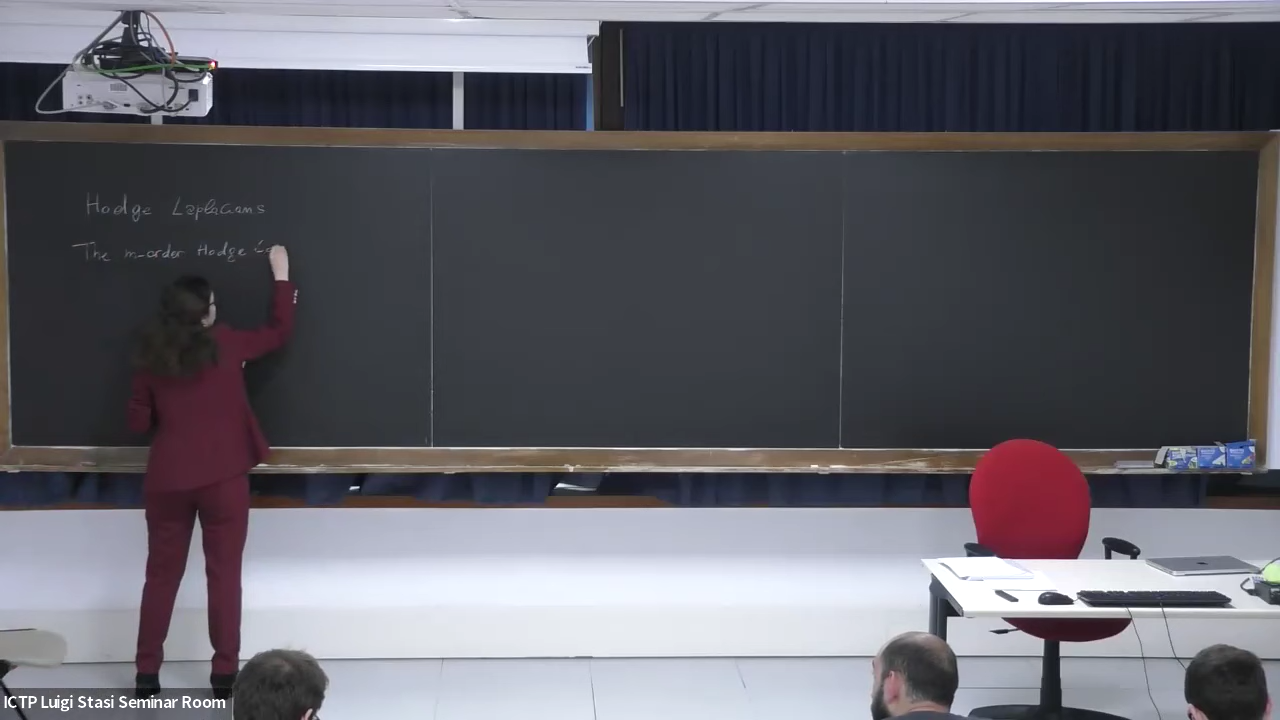 Hodge Laplacians
The m-order Hodge
ICTP Luigi Stasi Seminar Room